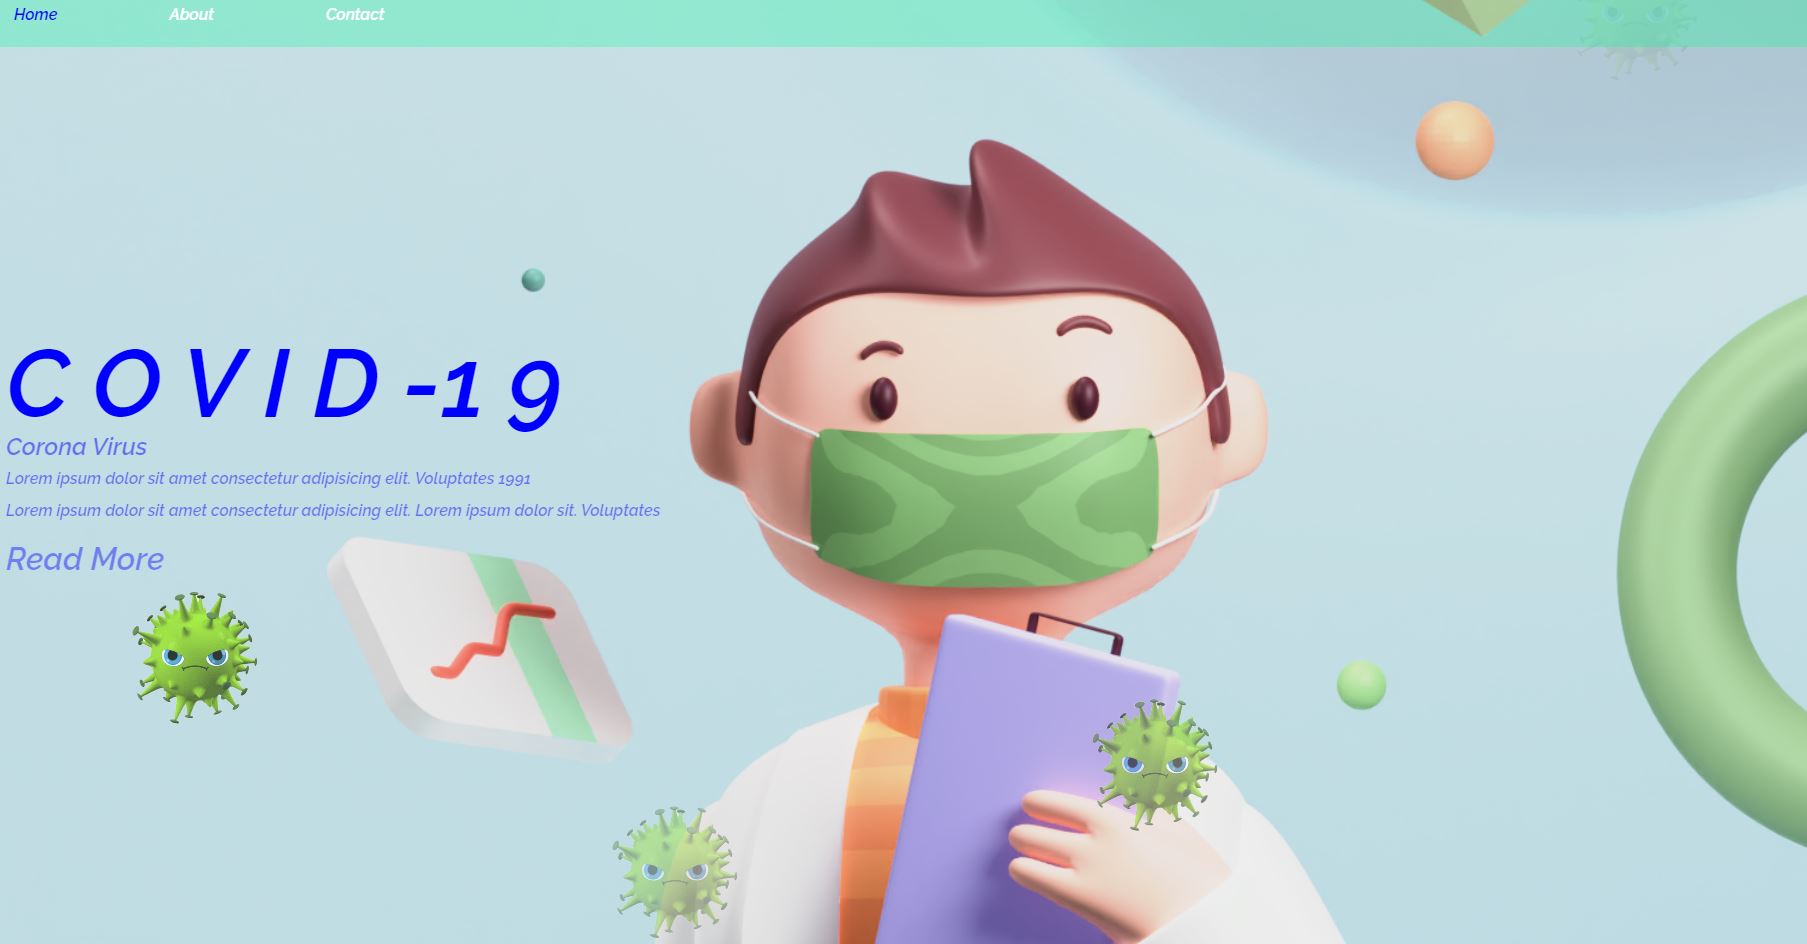 Home About Contact
COVID-19
Corona Virus
Lorem ipsum dolor sit amet consectetur adipisicing elit. Voluptates 1991
Lorem ipsum dolor sit amet consectetur adipisicing elit. Lorem ipsum dolor sit. Voluptates
Read More